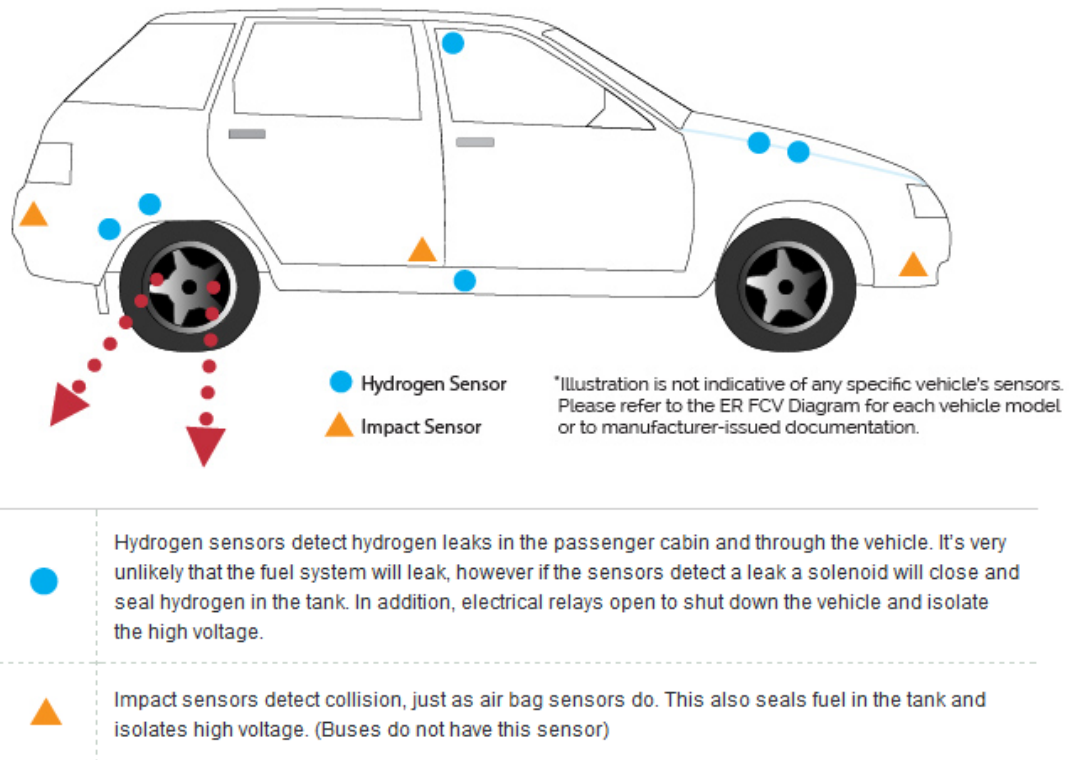 Hydrogen Sensor
Impact Sensor
*Illustration is not indicative of any specific vehicle's sensors.
Please refer to the ER FCV Diagram for each vehicle model
or to manufacturer-issued documentation.
Hydrogen sensors detect hydrogen leaks in the passenger cabin and through the vehicle. It's very
unlikely that the fuel system will leak, however if the sensors detect a leak a solenoid will close and
seal hydrogen in the tank. In addition, electrical relays open to shut down the vehicle and isolate
the high voltage.
Impact sensors detect collision, just as air bag sensors do. This also seals fuel in the tank and
isolates high voltage. (Buses do not have this sensor)